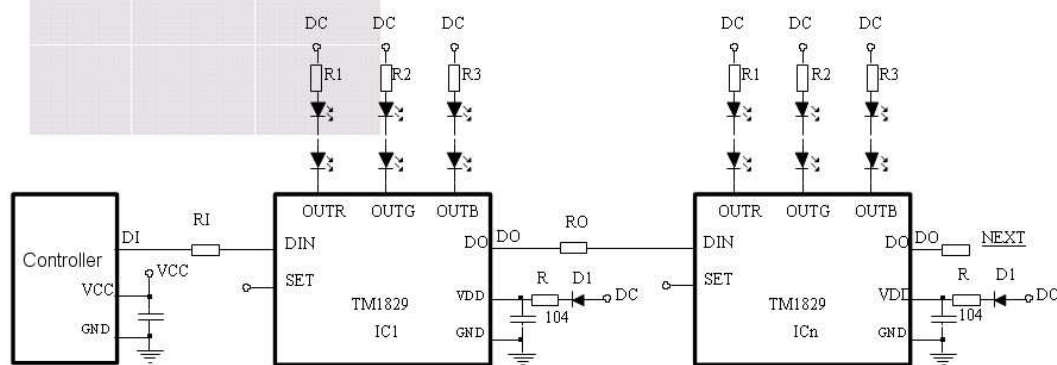 DC DC DC DC DC DC
R1 R2 R3 R1 R2 R3
OUTR OUTG OUTB OUTR OUTG OUTB
DI RI DIN DO DO RO DIN DO DO NEXT
Controller
VCC VCC SET VDD R D1 DC SET VDD R D1 DC
TM1829 104 TM1829 104
GND IC1 GND ICn GND